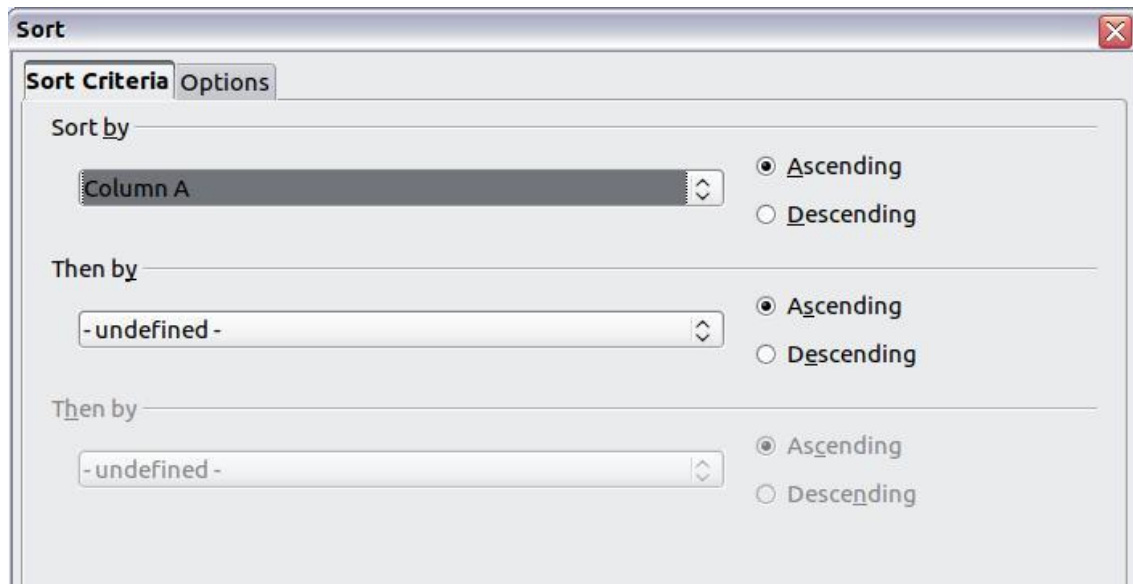 Sort
Sort Criteria Options
Sort by
Column A
Ascending
Descending
Then by
- undefined -
Ascending
Descending
Then by
- undefined -
Ascending
Descending